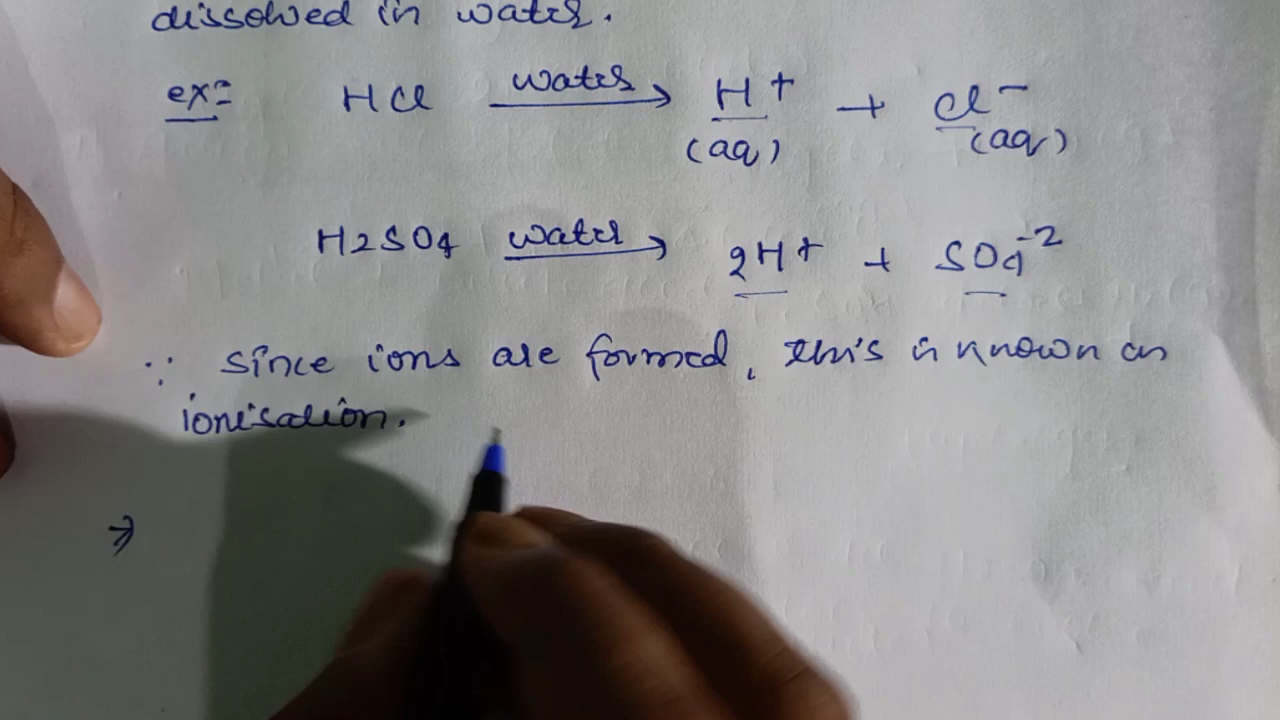 dissolved in water.
ex:- HCl water → H+ + Cl-
(aq) (aq)
H2SO4 water → 2H+ + SO4-2
∵ since ions are formed, this is known as
ionisation.
⇒